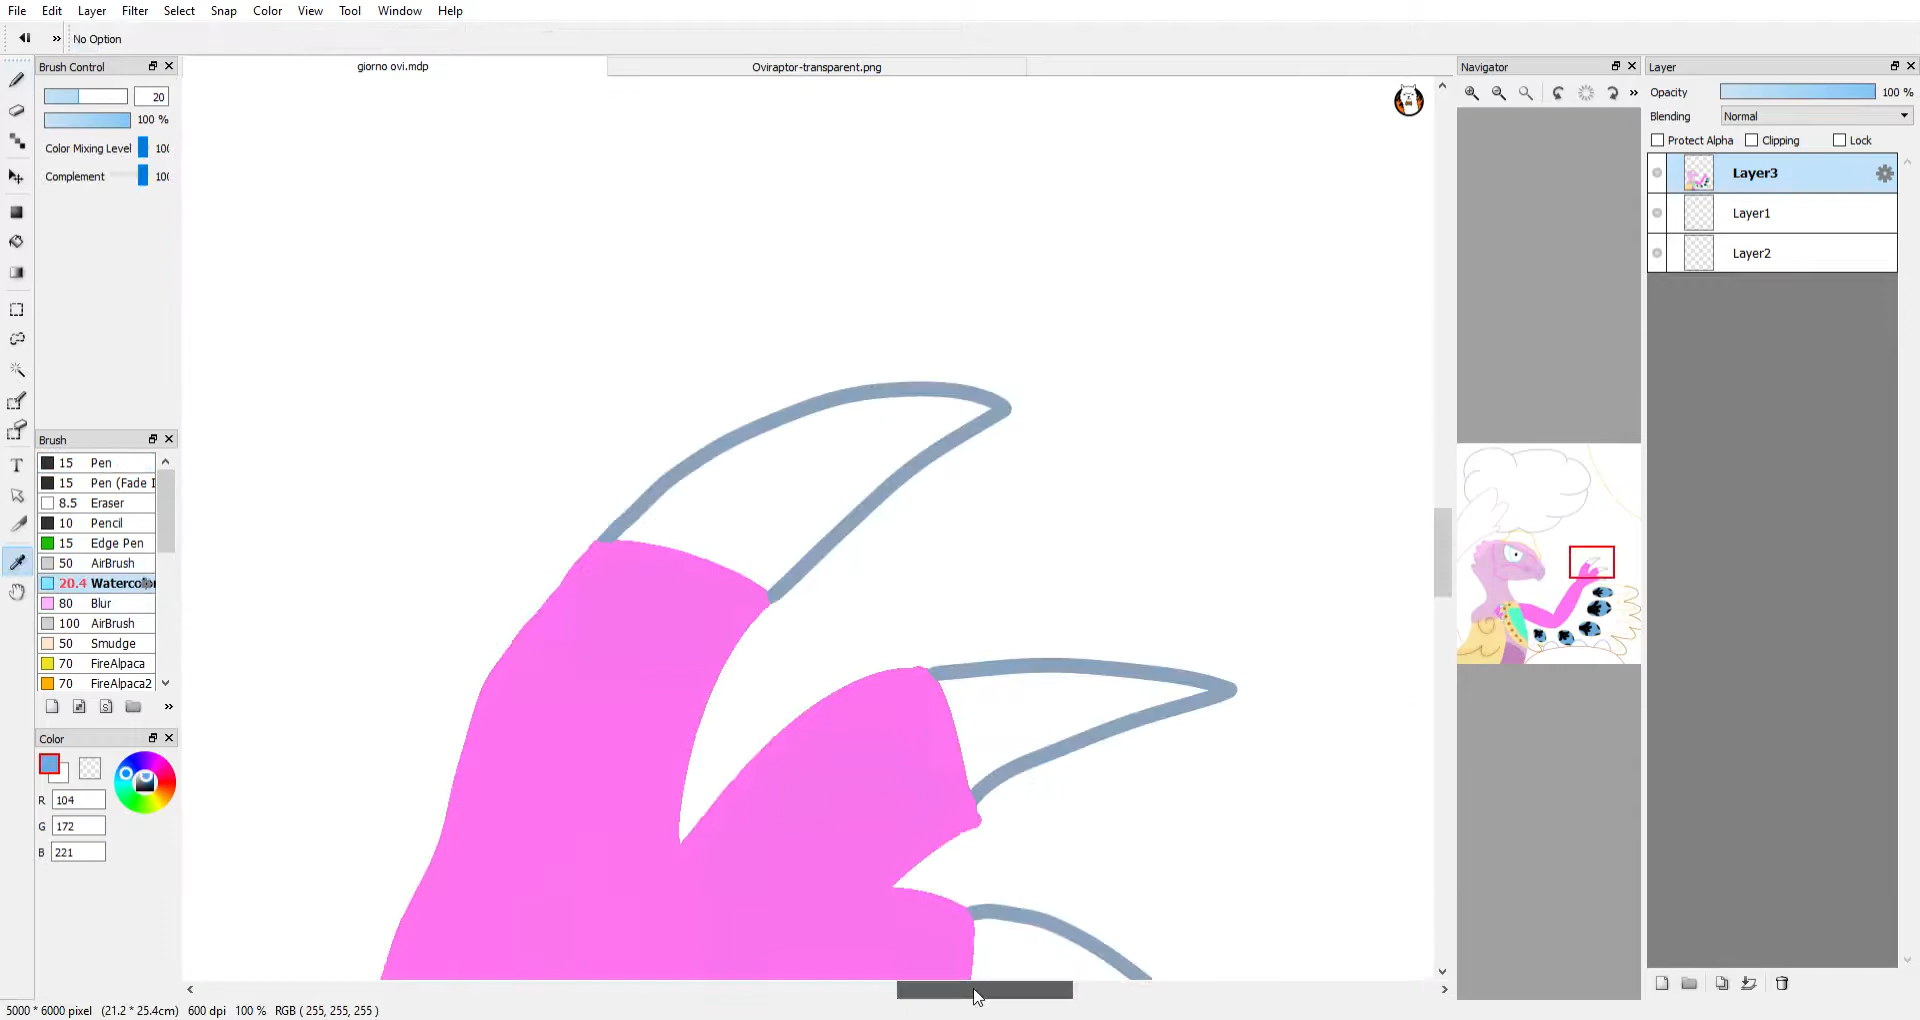 File Edit Layer Filter Select Snap Color View Tool Window Help
No Option
Brush Control
20
100 %
Color Mixing Level 100
Complement 100
Brush
15 Pen
15 Pen (Fade I
8.5 Eraser
10 Pencil
15 Edge Pen
50 AirBrush
20.4 Watercolor
80 Blur
100 AirBrush
50 Smudge
70 FireAlpaca
70 FireAlpaca2
Color
R 104
G 172
B 221
giorno ovi.mdp
Oviraptor-transparent.png
Navigator
Layer
Opacity 100 %
Blending Normal
Protect Alpha Clipping Lock
Layer3
Layer1
Layer2
5000 * 6000 pixel (21.2 * 25.4cm) 600 dpi 100 % RGB ( 255, 255, 255 )